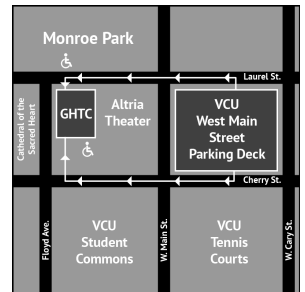 Monroe Park
Laurel St.
Cathedral of the
Sacred Heart
GHTC
Altria
Theater
VCU
West Main
Street
Parking Deck
Cherry St.
Floyd Ave.
VCU
Student
Commons
W. Main St.
VCU
Tennis
Courts
W. Cary St.